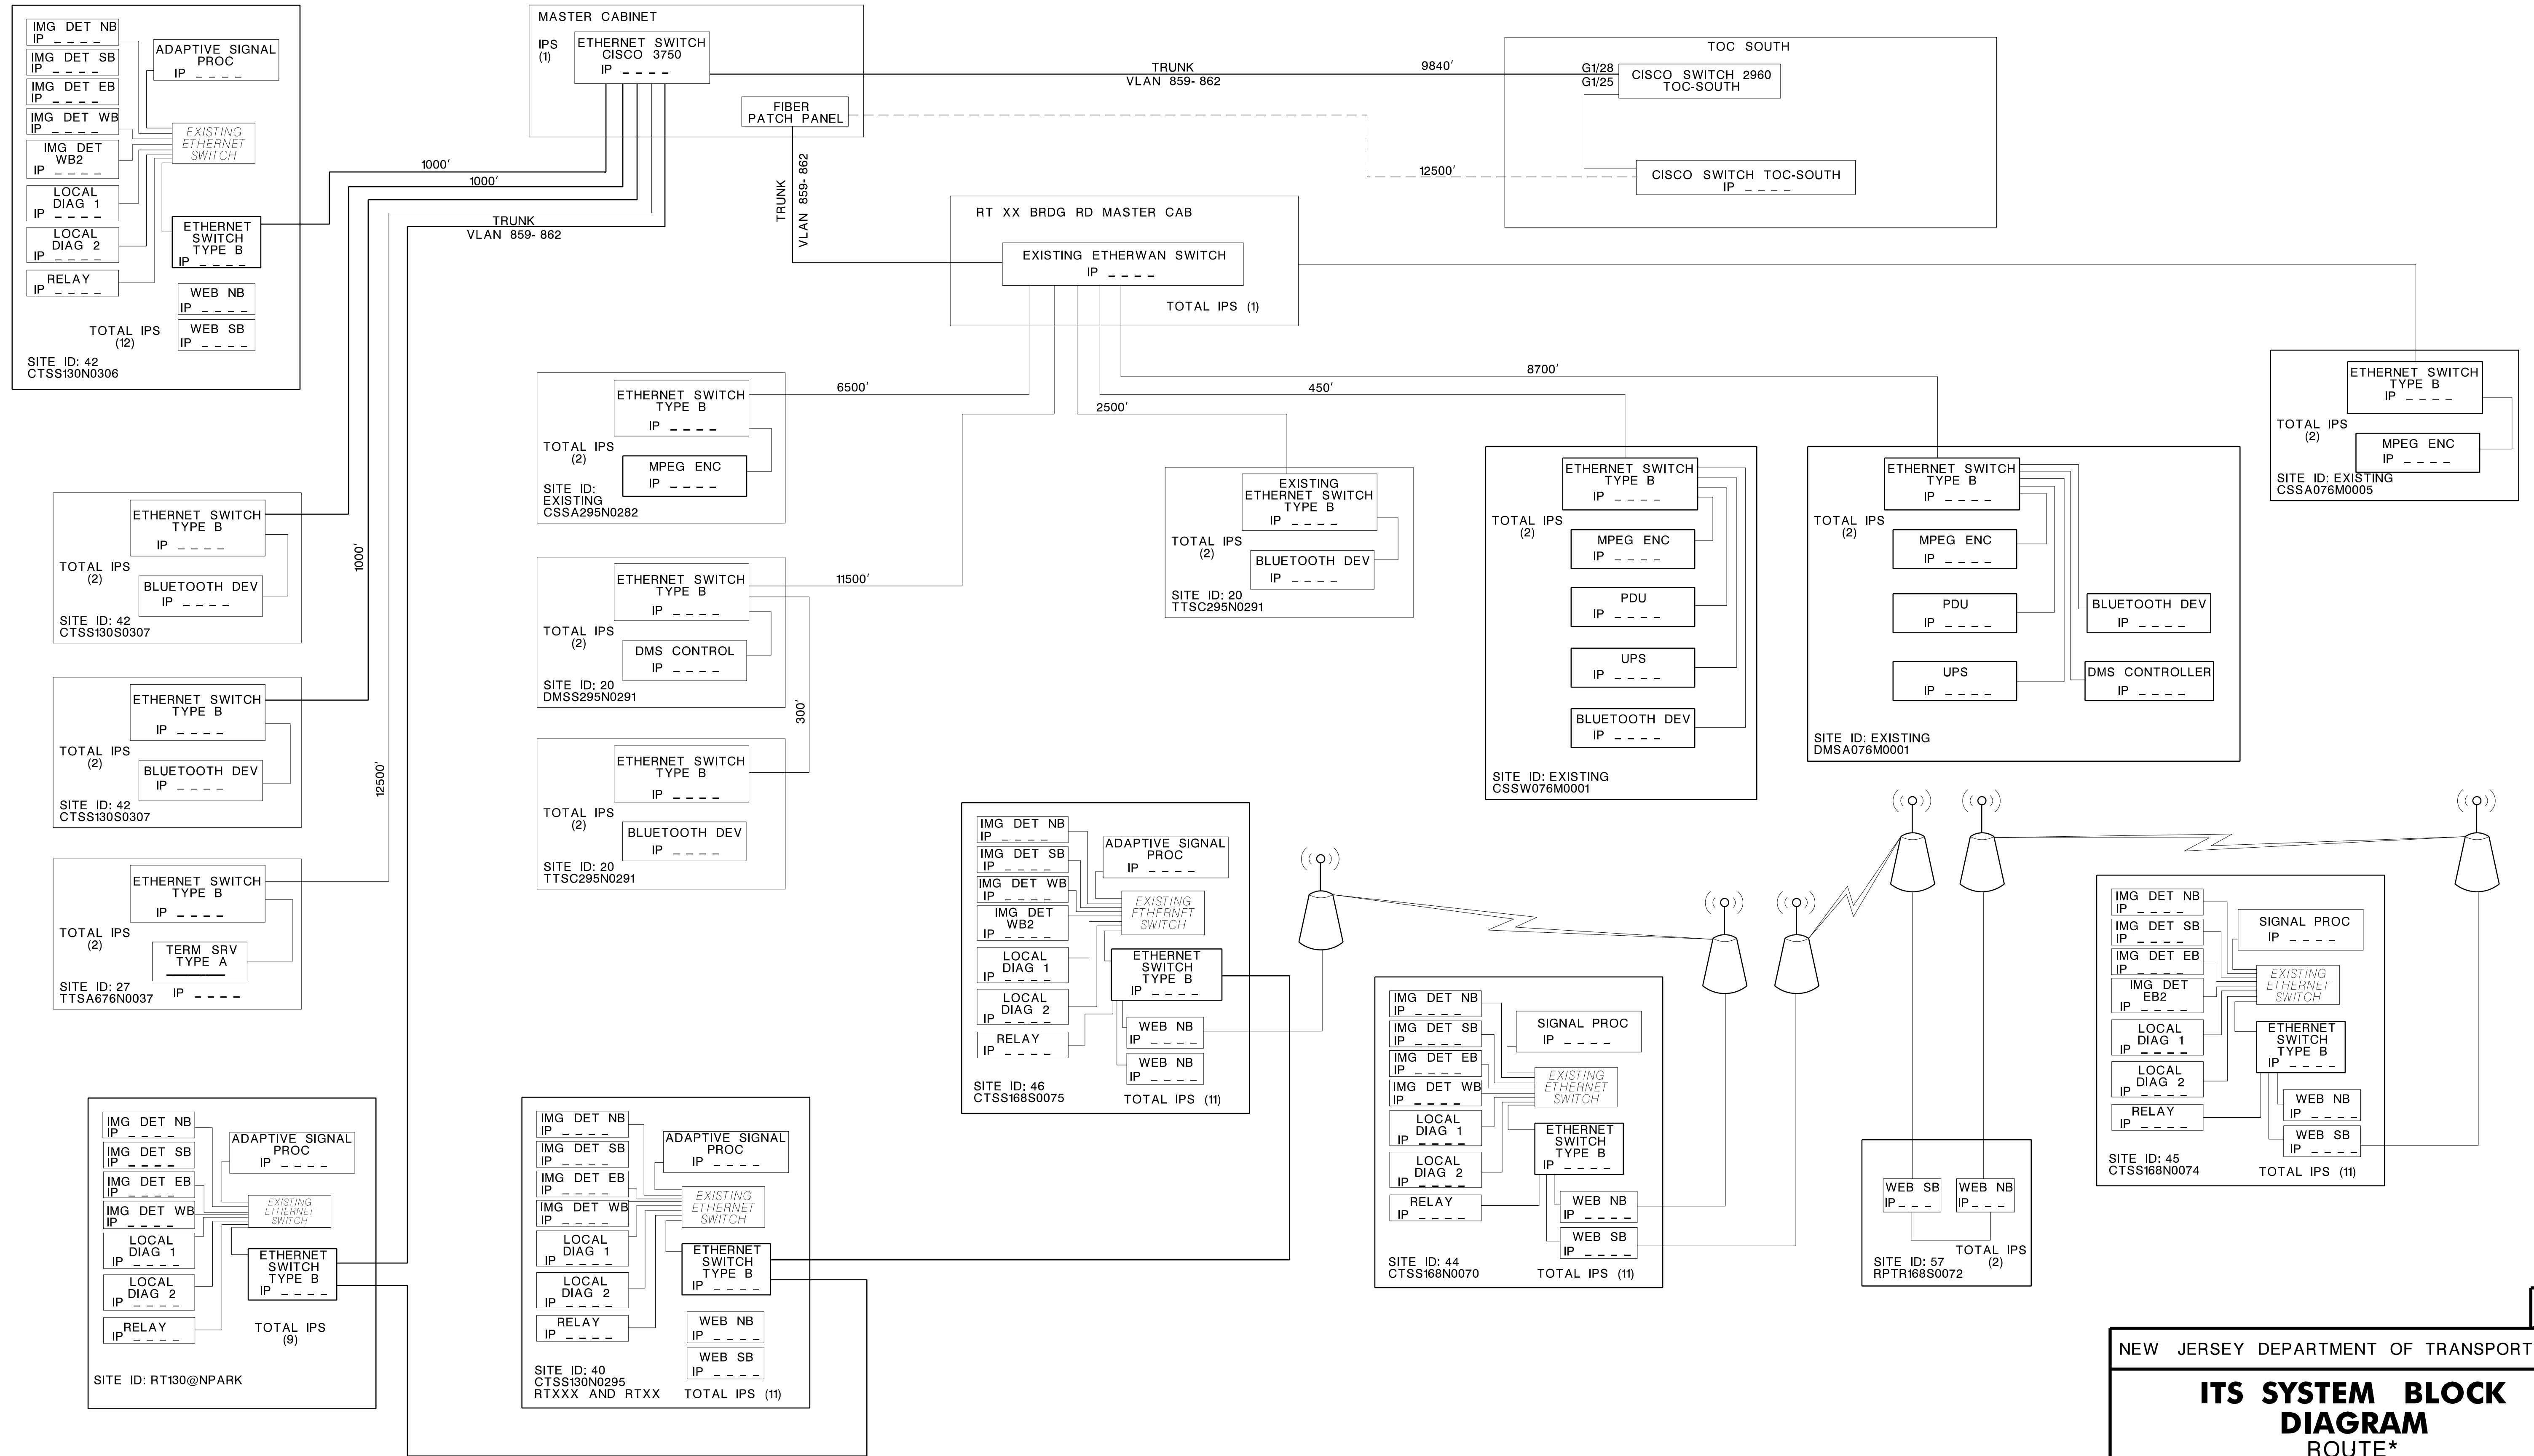 IMG DET NB
IP _ _ _ _
IMG DET SB
IP _ _ _ _
IMG DET EB
IP _ _ _ _
IMG DET WB
IP _ _ _ _
IMG DET
WB2
IP _ _ _ _
LOCAL
DIAG 1
IP _ _ _ _
LOCAL
DIAG 2
IP _ _ _ _
RELAY
IP _ _ _ _
ADAPTIVE SIGNAL
PROC
IP _ _ _ _
EXISTING
ETHERNET
SWITCH
ETHERNET
SWITCH
TYPE B
IP _ _ _ _
WEB NB
IP _ _ _ _
WEB SB
IP _ _ _ _
TOTAL IPS
(12)
SITE ID: 42
CTSS130N0306
MASTER CABINET
IPS
(1)
ETHERNET SWITCH
CISCO 3750
IP _ _ _ _
FIBER
PATCH PANEL
TRUNK
VLAN 859-862
9840'
TOC SOUTH
G1/28
G1/25
CISCO SWITCH 2960
TOC-SOUTH
CISCO SWITCH TOC-SOUTH
IP _ _ _ _
12500'
1000'
1000'
TRUNK
VLAN 859-862
1000'
12500'
TRUNK
VLAN 859-862
RT XX BRDG RD MASTER CAB
EXISTING ETHERWAN SWITCH
IP _ _ _ _
TOTAL IPS (1)
6500'
11500'
2500'
450'
8700'
ETHERNET SWITCH
TYPE B
IP _ _ _ _
TOTAL IPS
(2)
MPEG ENC
IP _ _ _ _
SITE ID: EXISTING
CSSA076M0005
ETHERNET SWITCH
TYPE B
IP _ _ _ _
TOTAL IPS
(2)
MPEG ENC
IP _ _ _ _
SITE ID:
EXISTING
CSSA295N0282
EXISTING
ETHERNET SWITCH
TYPE B
IP _ _ _ _
TOTAL IPS
(2)
BLUETOOTH DEV
IP _ _ _ _
SITE ID: 20
TTSC295N0291
ETHERNET SWITCH
TYPE B
IP _ _ _ _
TOTAL IPS
(2)
MPEG ENC
IP _ _ _ _
PDU
IP _ _ _ _
UPS
IP _ _ _ _
BLUETOOTH DEV
IP _ _ _ _
SITE ID: EXISTING
CSSW076M0001
ETHERNET SWITCH
TYPE B
IP _ _ _ _
TOTAL IPS
(2)
MPEG ENC
IP _ _ _ _
PDU
IP _ _ _ _
UPS
IP _ _ _ _
BLUETOOTH DEV
IP _ _ _ _
DMS CONTROLLER
IP _ _ _ _
SITE ID: EXISTING
DMSA076M0001
ETHERNET SWITCH
TYPE B
IP _ _ _ _
TOTAL IPS
(2)
BLUETOOTH DEV
IP _ _ _ _
SITE ID: 42
CTSS130S0307
ETHERNET SWITCH
TYPE B
IP _ _ _ _
TOTAL IPS
(2)
DMS CONTROL
IP _ _ _ _
SITE ID: 20
DMSS295N0291
300'
ETHERNET SWITCH
TYPE B
IP _ _ _ _
TOTAL IPS
(2)
BLUETOOTH DEV
IP _ _ _ _
SITE ID: 42
CTSS130S0307
ETHERNET SWITCH
TYPE B
IP _ _ _ _
TOTAL IPS
(2)
BLUETOOTH DEV
IP _ _ _ _
SITE ID: 20
TTSC295N0291
ETHERNET SWITCH
TYPE B
IP _ _ _ _
TOTAL IPS
(2)
TERM SRV
TYPE A
IP _ _ _ _
SITE ID: 27
TTSA676N0037
IMG DET NB
IP _ _ _ _
IMG DET SB
IP _ _ _ _
IMG DET WB
IP _ _ _ _
IMG DET
WB2
IP _ _ _ _
LOCAL
DIAG 1
IP _ _ _ _
LOCAL
DIAG 2
IP _ _ _ _
RELAY
IP _ _ _ _
ADAPTIVE SIGNAL
PROC
IP _ _ _ _
EXISTING
ETHERNET
SWITCH
ETHERNET
SWITCH
TYPE B
IP _ _ _ _
WEB NB
IP _ _ _ _
WEB NB
IP _ _ _ _
SITE ID: 46
CTSS168S0075
TOTAL IPS (11)
IMG DET NB
IP _ _ _ _
IMG DET SB
IP _ _ _ _
IMG DET EB
IP _ _ _ _
IMG DET WB
IP _ _ _ _
LOCAL
DIAG 1
IP _ _ _ _
LOCAL
DIAG 2
IP _ _ _ _
RELAY
IP _ _ _ _
SIGNAL PROC
IP _ _ _ _
EXISTING
ETHERNET
SWITCH
ETHERNET
SWITCH
TYPE B
IP _ _ _ _
WEB NB
IP _ _ _ _
WEB SB
IP _ _ _ _
SITE ID: 44
CTSS168N0070
TOTAL IPS (11)
WEB SB
IP _ _ _
WEB NB
IP _ _ _
TOTAL IPS
(2)
SITE ID: 57
RPTR168S0072
IMG DET NB
IP _ _ _ _
IMG DET SB
IP _ _ _ _
IMG DET EB
IP _ _ _ _
IMG DET
EB2
IP _ _ _ _
LOCAL
DIAG 1
IP _ _ _ _
LOCAL
DIAG 2
IP _ _ _ _
RELAY
IP _ _ _ _
SIGNAL PROC
IP _ _ _ _
EXISTING
ETHERNET
SWITCH
ETHERNET
SWITCH
TYPE B
IP _ _ _ _
WEB NB
IP _ _ _ _
WEB SB
IP _ _ _ _
SITE ID: 45
CTSS168N0074
TOTAL IPS (11)
IMG DET NB
IP _ _ _ _
IMG DET SB
IP _ _ _ _
IMG DET EB
IP _ _ _ _
IMG DET WB
IP _ _ _ _
LOCAL
DIAG 1
IP _ _ _ _
LOCAL
DIAG 2
IP _ _ _ _
RELAY
IP _ _ _ _
ADAPTIVE SIGNAL
PROC
IP _ _ _ _
EXISTING
ETHERNET
SWITCH
ETHERNET
SWITCH
TYPE B
IP _ _ _ _
TOTAL IPS
(9)
SITE ID: RT130@NPARK
IMG DET NB
IP _ _ _ _
IMG DET SB
IP _ _ _ _
IMG DET EB
IP _ _ _ _
IMG DET WB
IP _ _ _ _
LOCAL
DIAG 1
IP _ _ _ _
LOCAL
DIAG 2
IP _ _ _ _
RELAY
IP _ _ _ _
ADAPTIVE SIGNAL
PROC
IP _ _ _ _
EXISTING
ETHERNET
SWITCH
ETHERNET
SWITCH
TYPE B
IP _ _ _ _
WEB NB
IP _ _ _ _
WEB SB
IP _ _ _ _
SITE ID: 40
CTSS130N0295
RTXXX AND RTXX
TOTAL IPS (11)
NEW JERSEY DEPARTMENT OF TRANSPORT
ITS SYSTEM BLOCK
DIAGRAM
ROUTE*